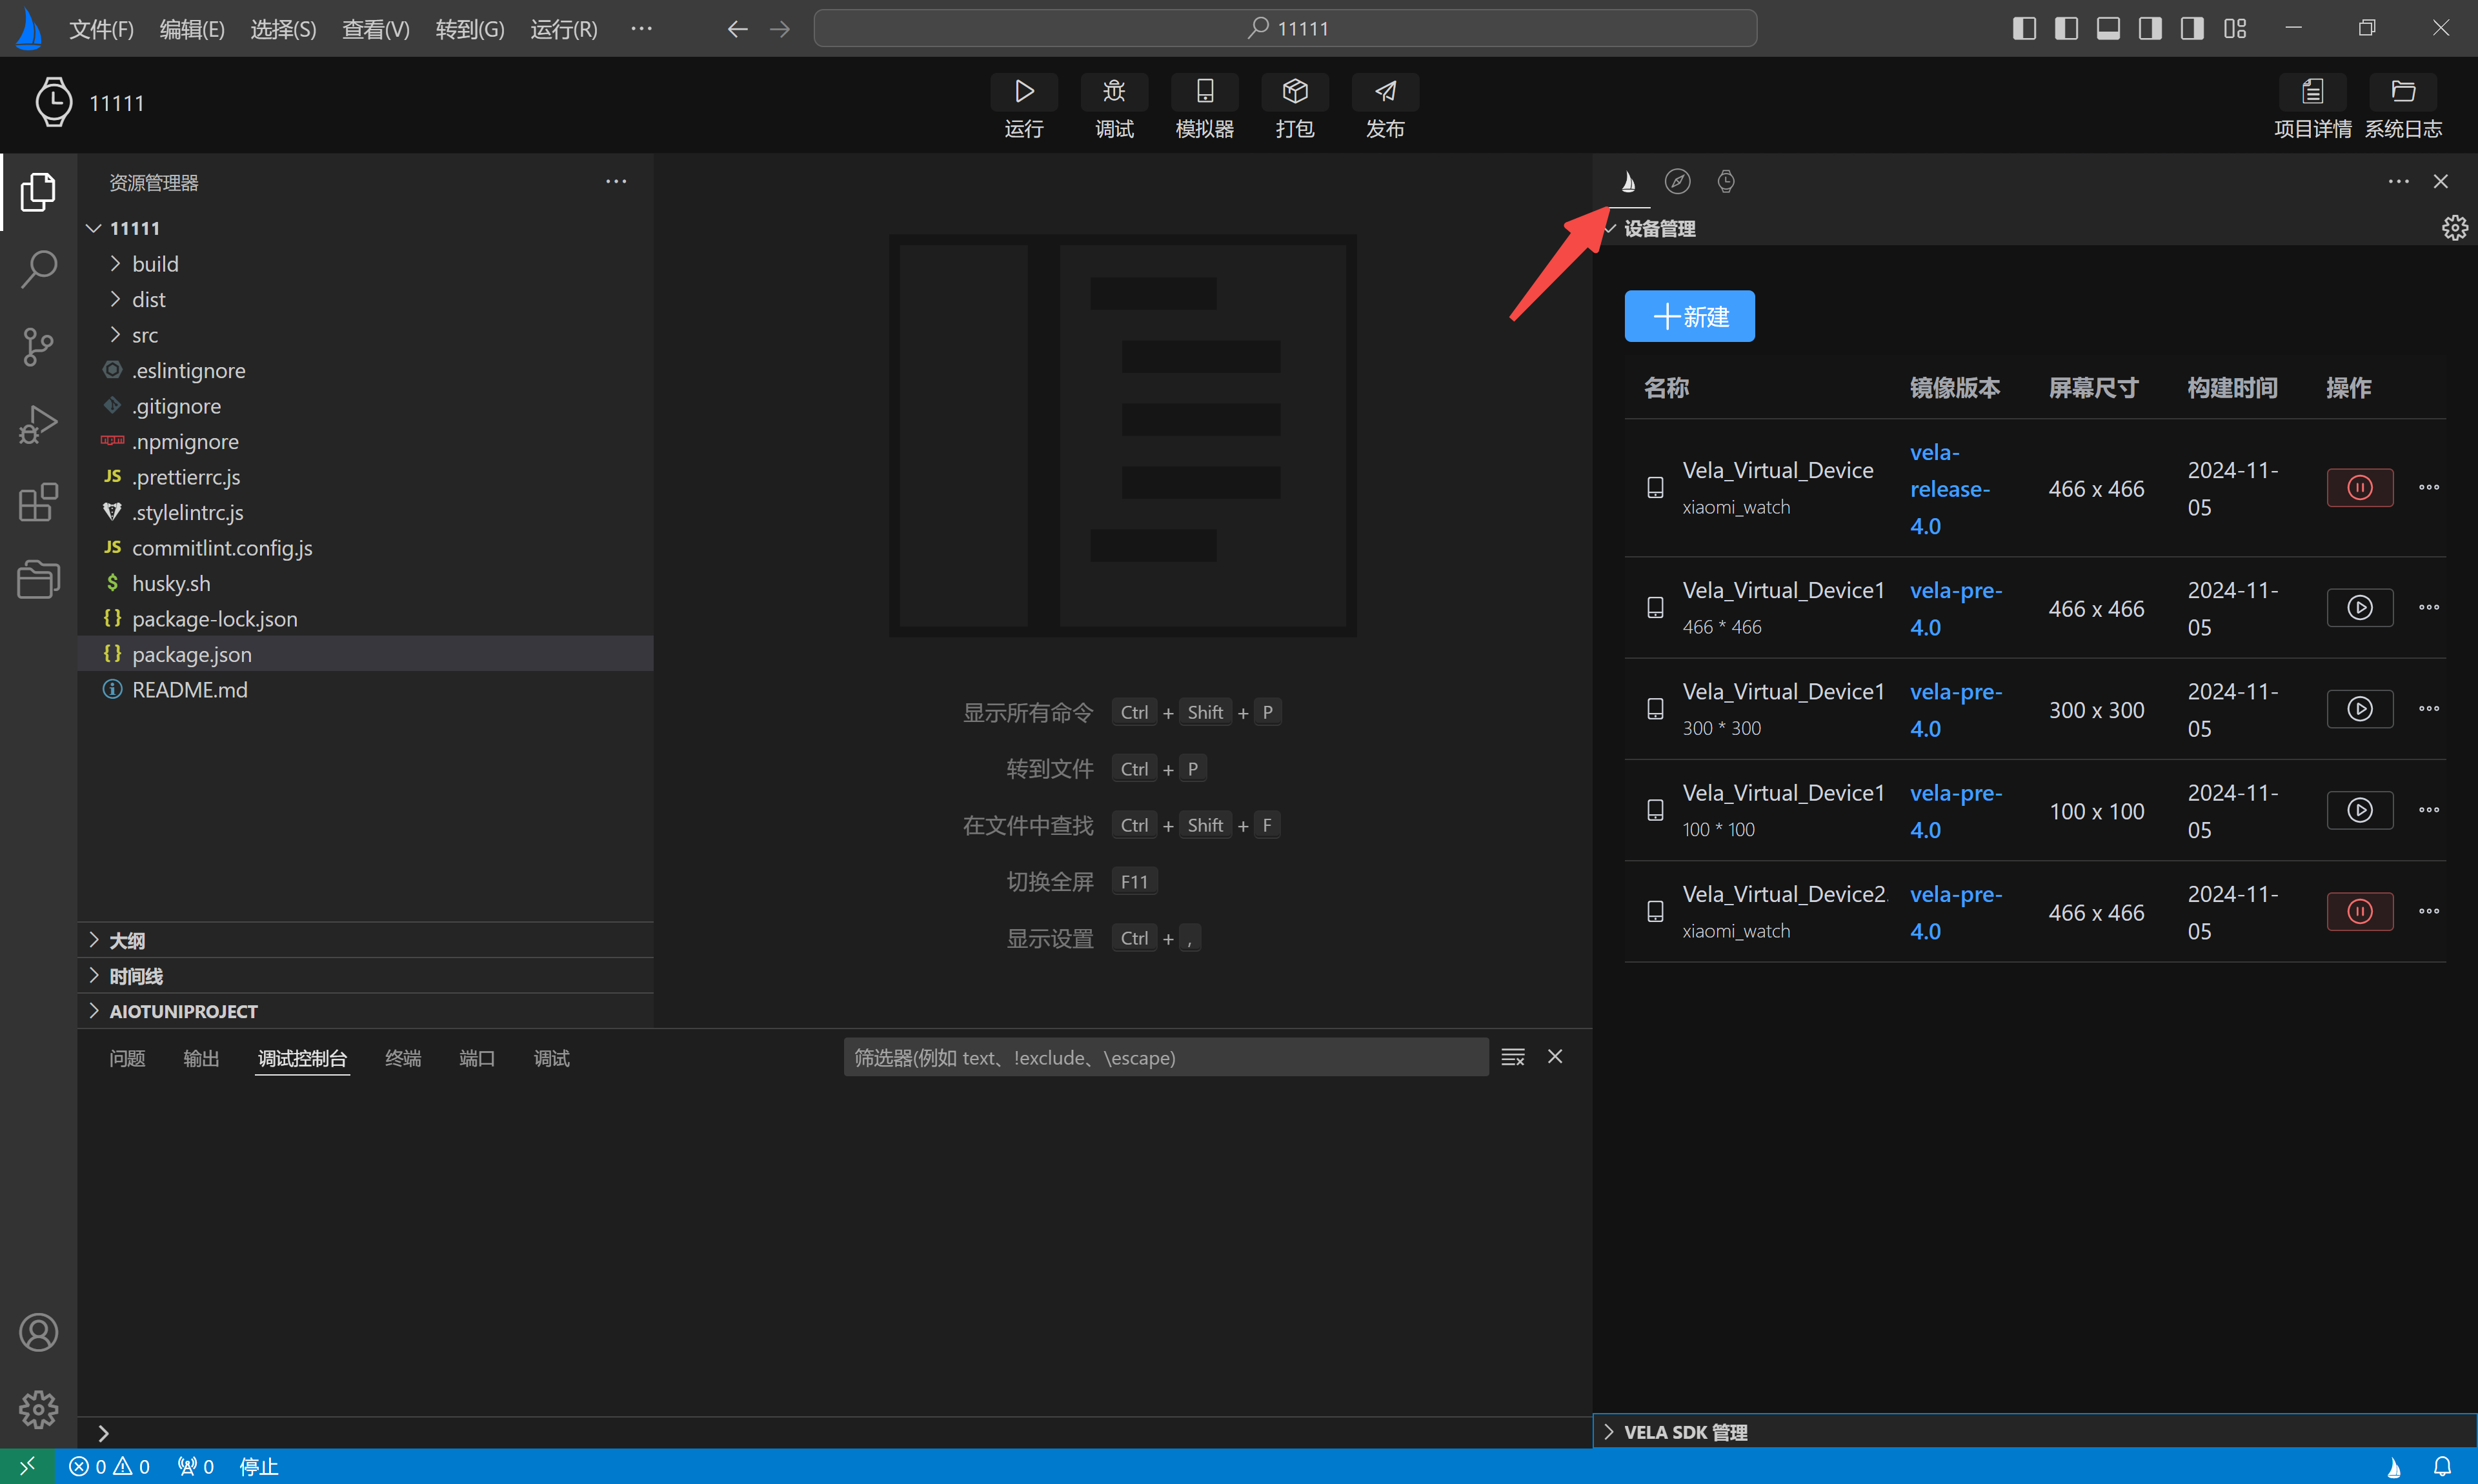 文件(F) 编辑(E) 选择(S) 查看(V) 转到(G) 运行(R) ··· 11111
11111
运行 调试 模拟器 打包 发布 项目详情 系统日志
资源管理器
11111
build
dist
src
.eslintignore
.gitignore
.npmignore
JS .prettierrc.js
.stylelintrc.js
JS commitlint.config.js
$ husky.sh
{} package-lock.json
{} package.json
README.md
大纲
时间线
AIOTUNIPROJECT
显示所有命令 Ctrl + Shift + P
转到文件 Ctrl + P
在文件中查找 Ctrl + Shift + F
切换全屏 F11
显示设置 Ctrl + ,
问题 输出 调试控制台 终端 端口 调试
筛选器(例如 text、!exclude、\escape)
设备管理
新建
名称 镜像版本 屏幕尺寸 构建时间 操作
Vela_Virtual_Device
xiaomi_watch
vela-
release-
4.0
466 x 466
2024-11-
05
Vela_Virtual_Device1
466 * 466
vela-pre-
4.0
466 x 466
2024-11-
05
Vela_Virtual_Device1
300 * 300
vela-pre-
4.0
300 x 300
2024-11-
05
Vela_Virtual_Device1
100 * 100
vela-pre-
4.0
100 x 100
2024-11-
05
Vela_Virtual_Device2
xiaomi_watch
vela-pre-
4.0
466 x 466
2024-11-
05
VELA SDK 管理
0 0 0 停止